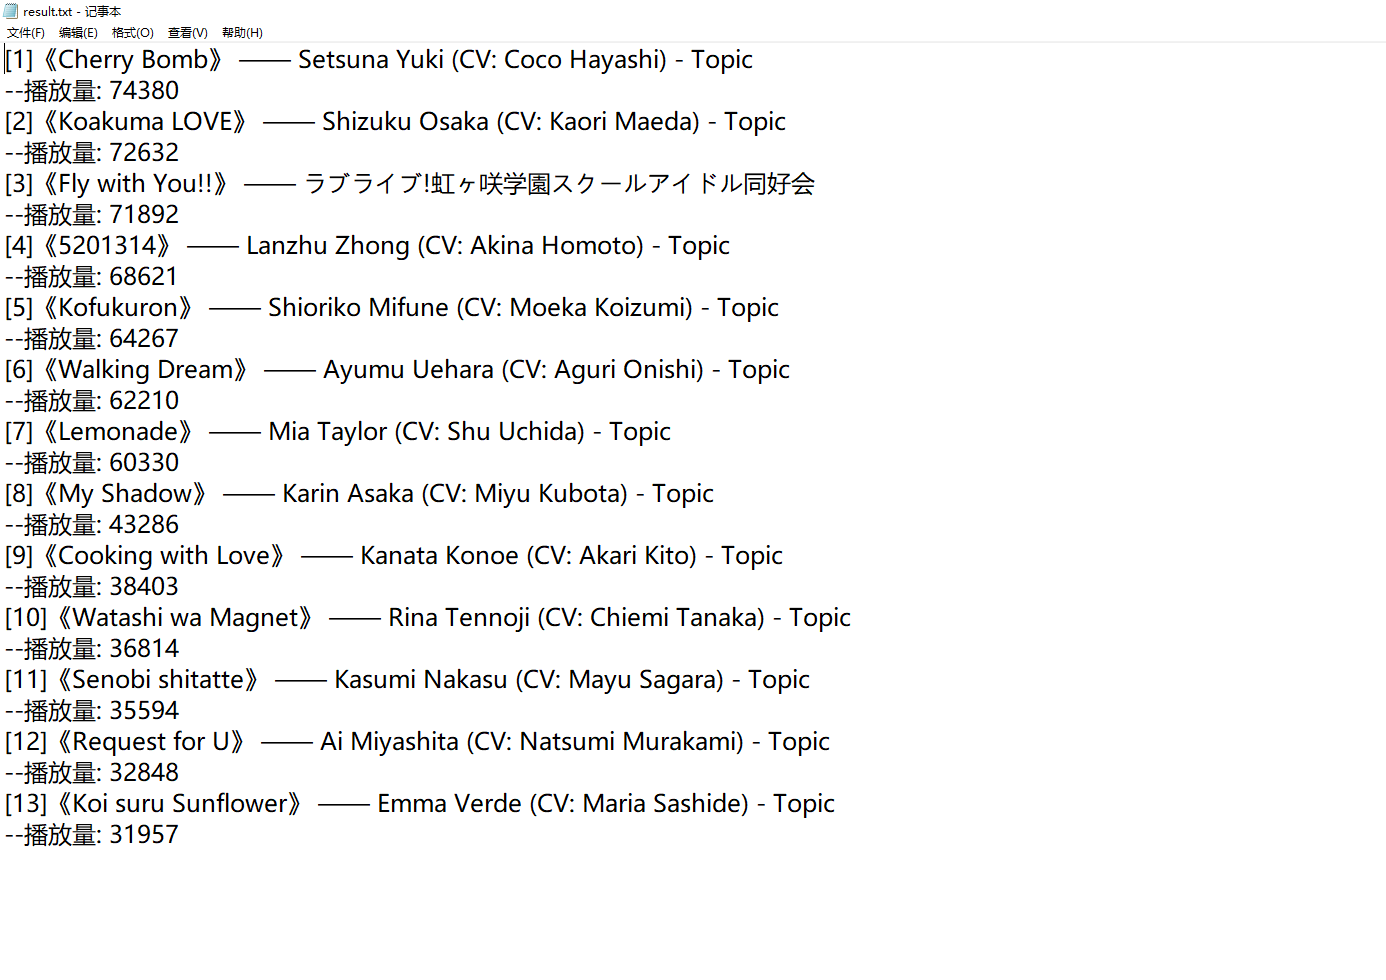 result.txt - 记事本
文件(F) 编辑(E) 格式(O) 查看(V) 帮助(H)
[1]《Cherry Bomb》 —— Setsuna Yuki (CV: Coco Hayashi) - Topic
--播放量: 74380
[2]《Koakuma LOVE》 —— Shizuku Osaka (CV: Kaori Maeda) - Topic
--播放量: 72632
[3]《Fly with You!!》 —— ラブライブ!虹ヶ咲学園スクールアイドル同好会
--播放量: 71892
[4]《5201314》 —— Lanzhu Zhong (CV: Akina Homoto) - Topic
--播放量: 68621
[5]《Kofukuron》 —— Shioriko Mifune (CV: Moeka Koizumi) - Topic
--播放量: 64267
[6]《Walking Dream》 —— Ayumu Uehara (CV: Aguri Onishi) - Topic
--播放量: 62210
[7]《Lemonade》 —— Mia Taylor (CV: Shu Uchida) - Topic
--播放量: 60330
[8]《My Shadow》 —— Karin Asaka (CV: Miyu Kubota) - Topic
--播放量: 43286
[9]《Cooking with Love》 —— Kanata Konoe (CV: Akari Kito) - Topic
--播放量: 38403
[10]《Watashi wa Magnet》 —— Rina Tennoji (CV: Chiemi Tanaka) - Topic
--播放量: 36814
[11]《Senobi shitatte》 —— Kasumi Nakasu (CV: Mayu Sagara) - Topic
--播放量: 35594
[12]《Request for U》 —— Ai Miyashita (CV: Natsumi Murakami) - Topic
--播放量: 32848
[13]《Koi suru Sunflower》 —— Emma Verde (CV: Maria Sashide) - Topic
--播放量: 31957